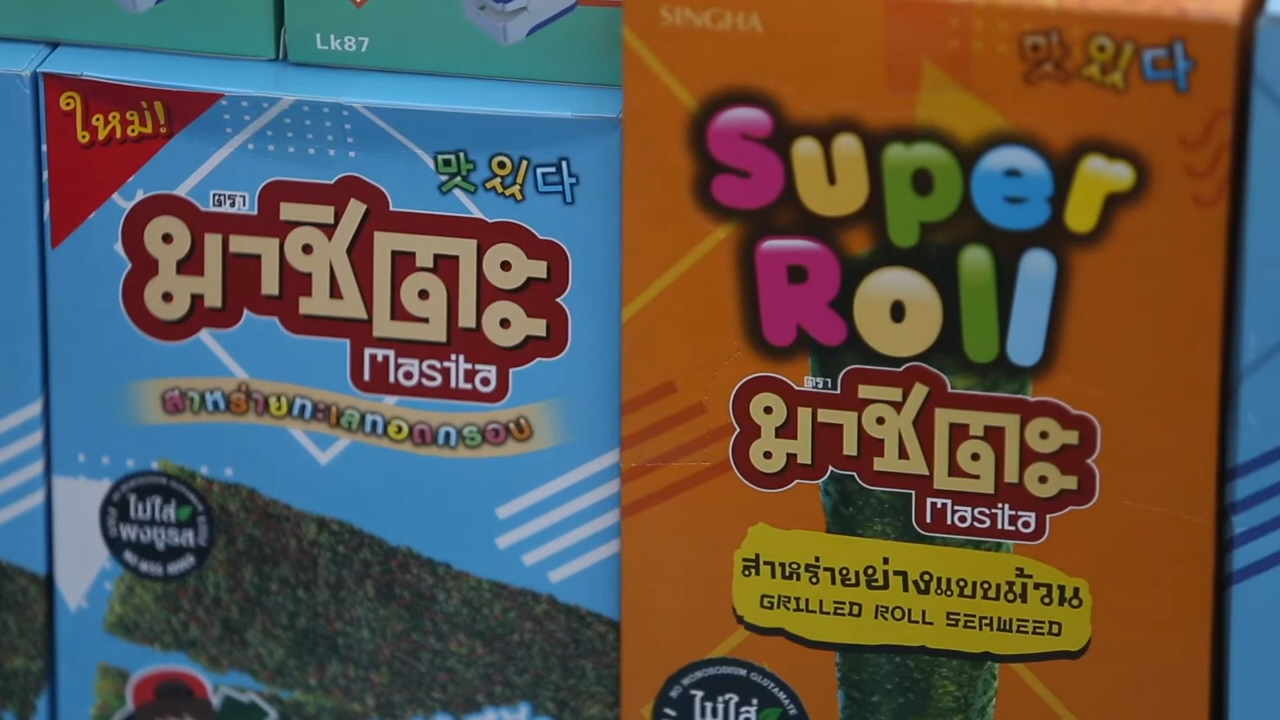 Lk87
ใหม่!
맛있다
ตรา
มาชิตะ
Masita
สาหร่ายทะเลทอดกรอบ
ไม่ใส่
ผงชูรส
SINGHA
맛있다
Super
Roll
ตรา
มาชิตะ
Masita
สาหร่ายย่างแบบม้วน
GRILLED ROLL SEAWEED
NO MONOSODIUM GLUTAMATE
ไม่ใส่